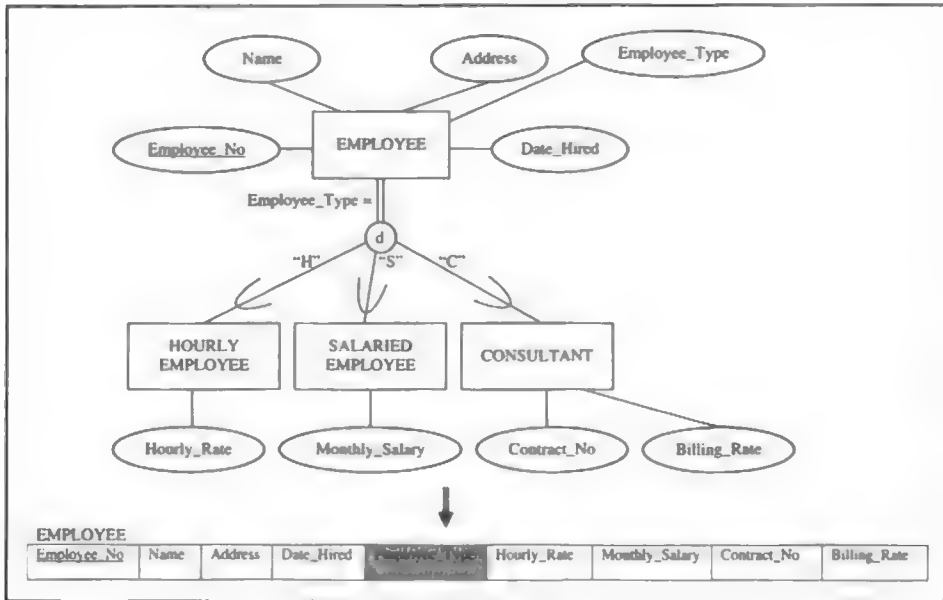 Name
Address
Employee_Type
Employee_No
EMPLOYEE
Date_Hired
Employee_Type =
d
"H"
"S"
"C"
HOURLY
EMPLOYEE
SALARIED
EMPLOYEE
CONSULTANT
Hourly_Rate
Monthly_Salary
Contract_No
Billing_Rate
EMPLOYEE
Employee_No Name Address Date_Hired Employee_Type Hourly_Rate Monthly_Salary Contract_No Billing_Rate